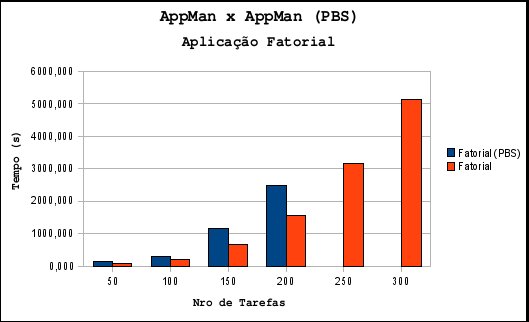 AppMan x AppMan (PBS)
Aplicação Fatorial
6000,000
5000,000
4000,000
3000,000
2000,000
1000,000
0,000
Tempo (s)
50 100 150 200 250 300
Nro de Tarefas
Fatorial (PBS)
Fatorial